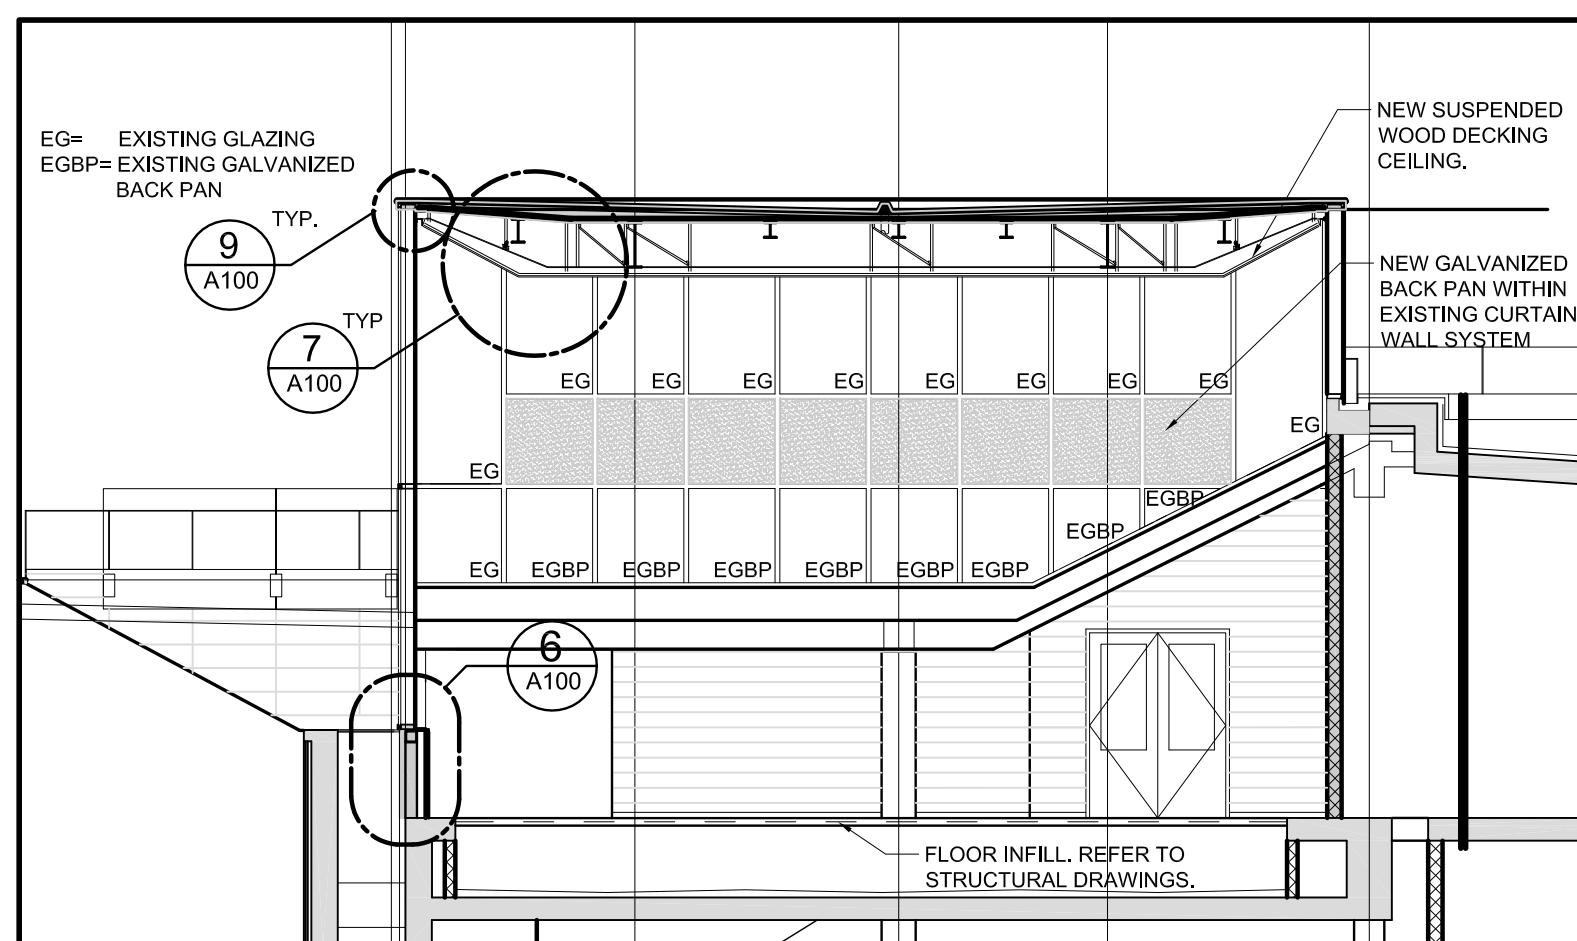 NEW SUSPENDED
WOOD DECKING
CEILING.
EG= EXISTING GLAZING
EGBP= EXISTING GALVANIZED
BACK PAN
TYP.
9
A100
NEW GALVANIZED
BACK PAN WITHIN
EXISTING CURTAIN
WALL SYSTEM
TYP
7
A100
EG EG EG EG EG EG EG EG
EG
EG
EGBP
EGBP
EG EGBP EGBP EGBP EGBP EGBP EGBP
6
A100
FLOOR INFILL. REFER TO
STRUCTURAL DRAWINGS.